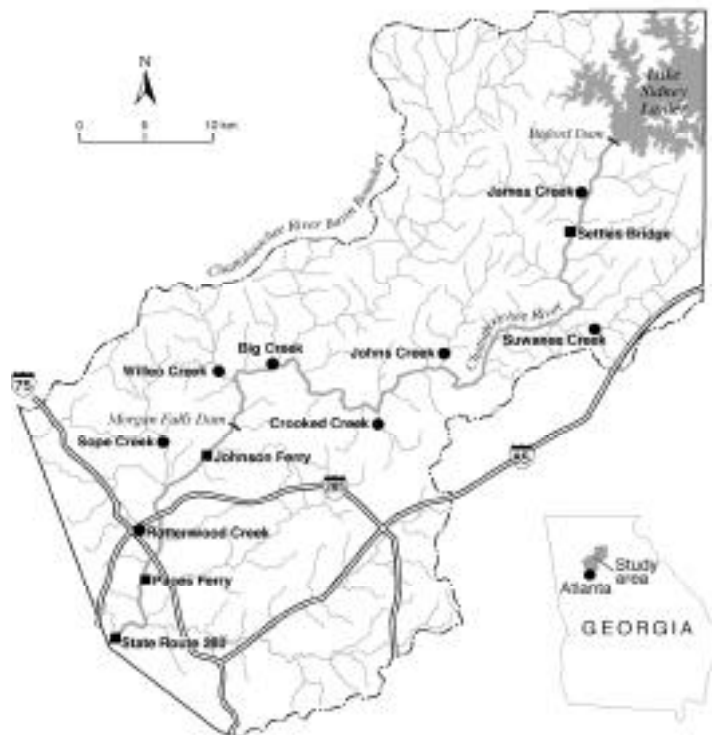 N
0
10 km
Lake
Sidney
Lanier
Buford Dam
James Creek
Chattahoochee River Basin Boundary
Settles Bridge
Chattahoochee River
Suwanee Creek
Big Creek
Johns Creek
Willeo Creek
75
Morgan Falls Dam
Crooked Creek
Sope Creek
Johnson Ferry
85
Rottenwood Creek
Study
area
Atlanta
Paces Ferry
GEORGIA
State Route 280